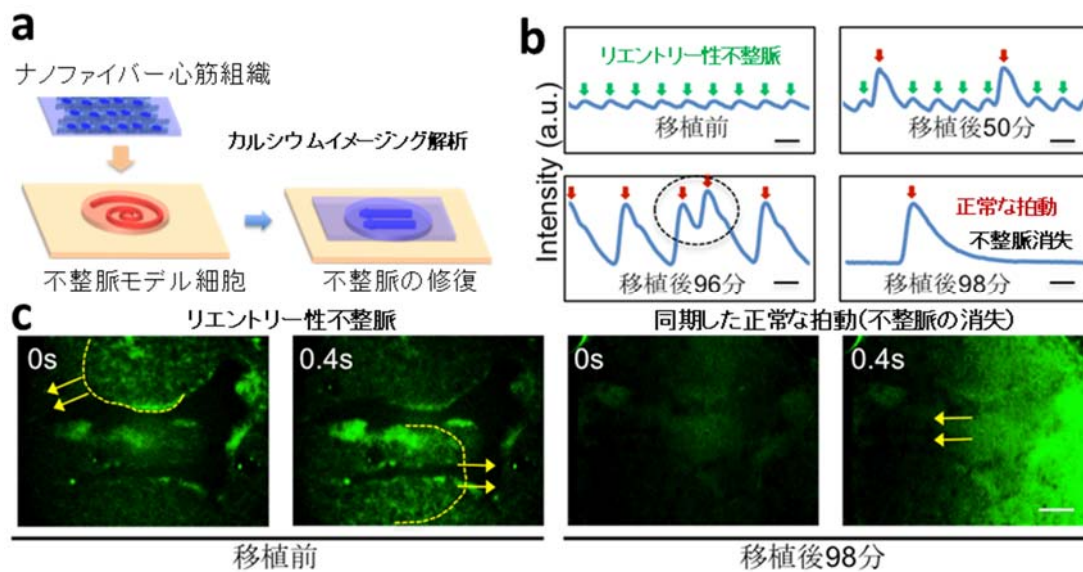 a
ナノファイバー心筋組織
カルシウムイメージング解析
不整脈モデル細胞
不整脈の修復
b
Intensity (a.u.)
リエントリー性不整脈
移植前
移植後50分
移植後96分
正常な拍動
不整脈消失
移植後98分
c
リエントリー性不整脈
同期した正常な拍動(不整脈の消失)
0s
0.4s
0s
0.4s
移植前
移植後98分